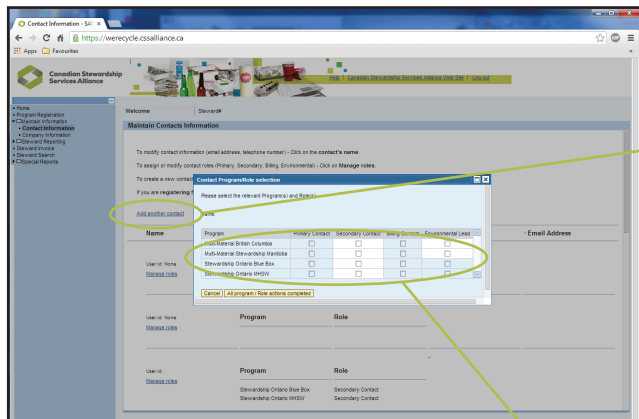 Contact Information - SAI
https://werecycle.cssalliance.ca
Apps Favourites
Canadian Stewardship
Services Alliance
Help | Canadian Stewardship Services Alliance Web Site | Log out
Home
Program Registration
Maintain Information
Contact Information
Company Information
Steward Reporting
Steward Invoice
Steward Search
Special Reports
Welcome Steward#
Maintain Contacts Information
To modify contact information (email address, telephone number) - Click on the contact's name.
To assign or modify contact roles (Primary, Secondary, Billing, Environmental) - Click on Manage roles.
To create a new contact
If you are registering f
Add another contact
Contact Program/Role selection
Please select the relevant Program(s) and Role(s)
Name
Program Primary Contact Secondary Contact Billing Contact Environmental Lead
Multi-Material British Columbia
Multi-Material Stewardship Manitoba
Stewardship Ontario Blue Box
Stewardship Ontario MHSW
Cancel All program / Role actions completed
Name Email Address
User Id: None
Manage roles
User Id: None Program Role
Manage roles
User Id: Program Role
Manage roles
Stewardship Ontario Blue Box Secondary Contact
Stewardship Ontario MHSW Secondary Contact